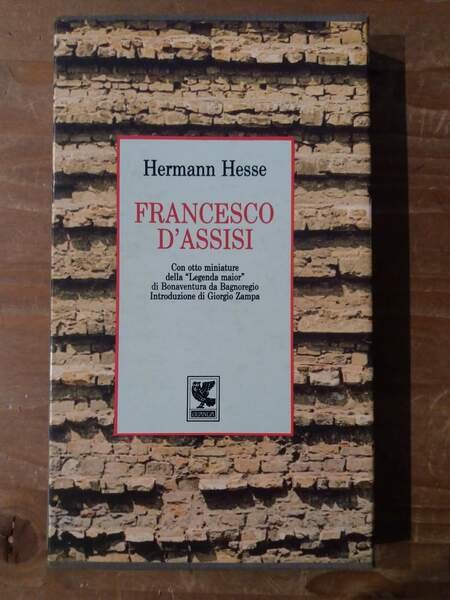 Hermann Hesse
FRANCESCO
D'ASSISI
Con otto miniature
della "Legenda maior"
di Bonaventura da Bagnoregio
Introduzione di Giorgio Zampa
GUANDA